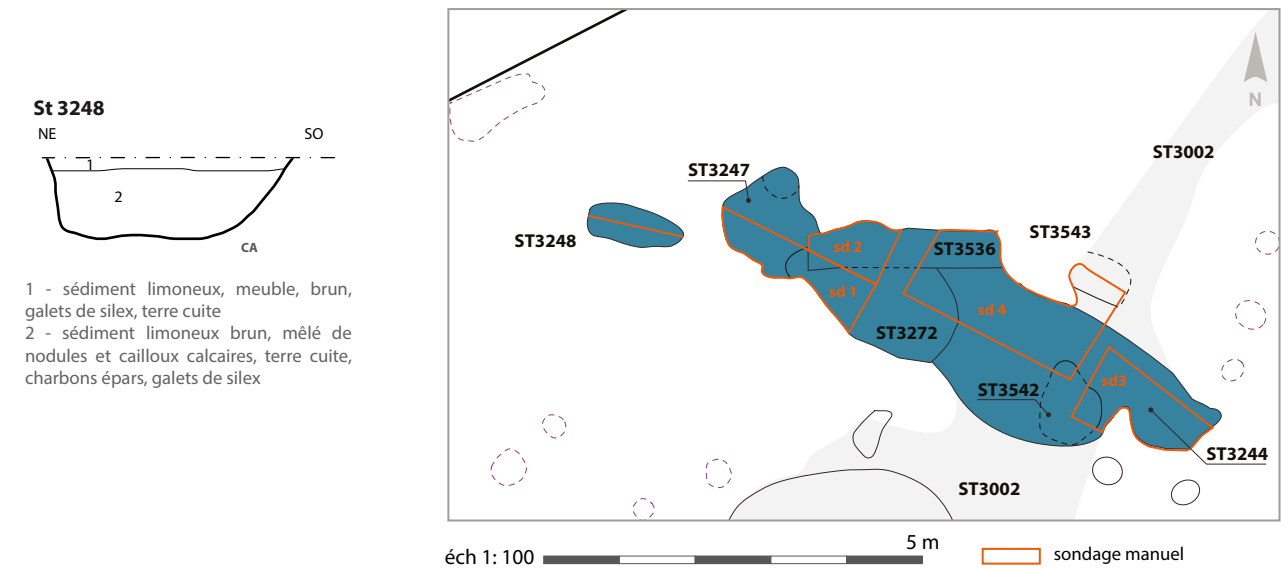 St 3248
NE
SO
1
2
CA
1 - sédiment limoneux, meuble, brun,
galets de silex, terre cuite
2 - sédiment limoneux brun, mêlé de
nodules et cailloux calcaires, terre cuite,
charbons épars, galets de silex
N
ST3002
ST3247
ST3248
sd 2
ST3536
ST3543
sd 1
sd 4
ST3272
ST3542
sd3
ST3244
ST3002
éch 1: 100
5 m
sondage manuel